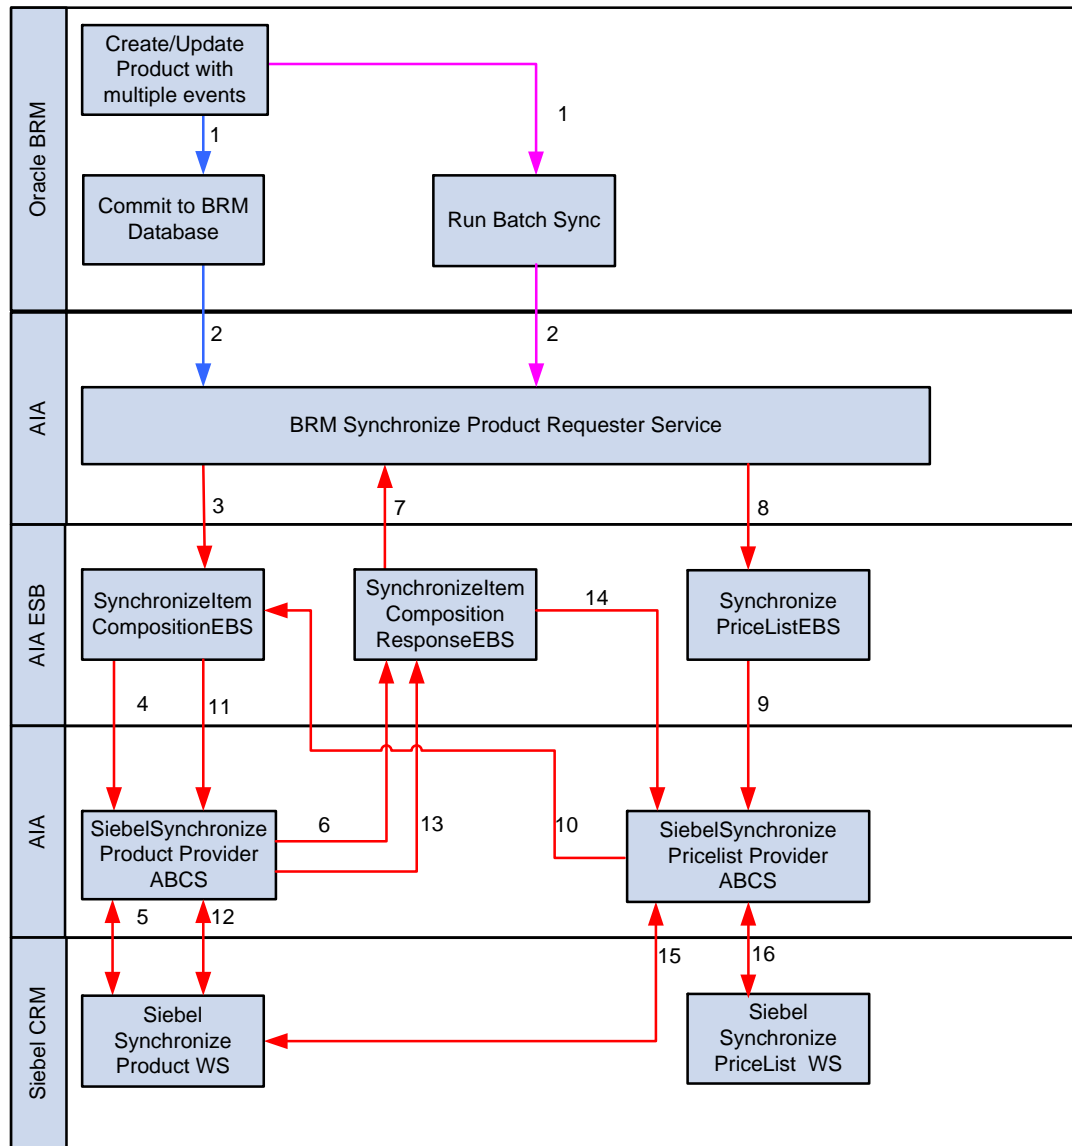 Oracle BRM
Create/Update
Product with
multiple events
1
1
Commit to BRM
Database
Run Batch Sync
AIA
2
2
BRM Synchronize Product Requester Service
3
7
8
AIA ESB
SynchronizeItem
CompositionEBS
SynchronizeItem
Composition
ResponseEBS
14
Synchronize
PriceListEBS
4
11
9
AIA
SiebelSynchronize
Product Provider
ABCS
6
13
10
SiebelSynchronize
Pricelist Provider
ABCS
5
12
15
16
Siebel CRM
Siebel
Synchronize
Product WS
Siebel
Synchronize
PriceList WS